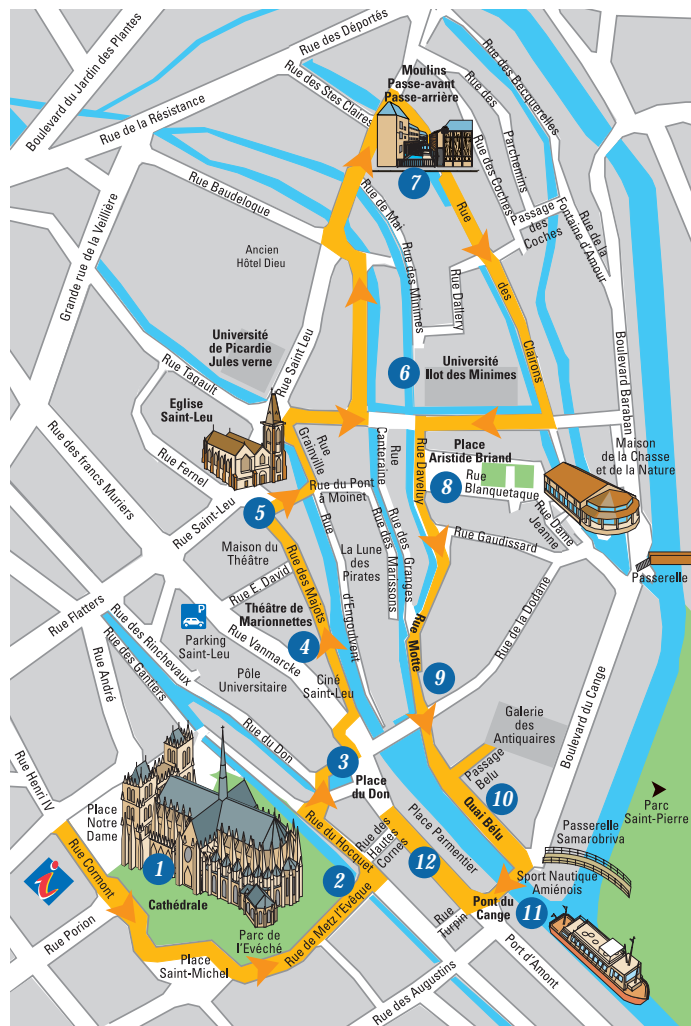 Boulevard du Jardin des Plantes
Rue des Déportés
Rue de la Résistance
Rue des Stes Claires
Moulins
Passe-avant
Passe-arrière
Rue des Becquerelles
Rue des
Parchemins
Rue des Coches
Passage
des
Coches
7
Rue
des
Clairons
Rue de la
Fontaine d'Amour
Grande rue de la Veillière
Rue Baudeloque
Rue de Mai
Ancien
Hôtel Dieu
Rue des Minimes
Rue Dallery
Boulevard Baraban
Université
de Picardie
Jules verne
Rue Saint Leu
Rue Tagault
6
Université
Ilot des Minimes
Eglise
Saint-Leu
Rue
Grainville
Rue
Canteraine
Rue Daveluy
Place
Aristide Briand
8
Rue
Blanquetaque
Maison
de la Chasse
et de la Nature
Rue Dame
Jeanne
Rue des francs Muriers
Rue Fernel
Rue Saint-Leu
5
Rue du Pont
à Moinet
Rue
d'Engoulvent
Rue des
Marissons
Rue des
Granges
Rue Gaudissard
Passerelle
Maison du
Théâtre
Rue des Majots
La Lune
des
Pirates
Rue E. David
Rue Flatters
P
Parking
Saint-Leu
Théâtre de
Marionnettes
4
Rue Vanmarcke
Rue Motte
Rue de la Dodane
Rue des Rinchevaux
Rue des Gantiers
Rue André
Pôle
Universitaire
Ciné
Saint-Leu
9
Boulevard du Cange
Galerie
des
Antiquaires
Rue du Don
3
Place
du Don
Passage
Belu
10
Quai Bélu
Parc
Saint-Pierre
Rue Henri IV
Place
Notre
Dame
Rue du Hocquet
Rue des
Hautes
Cornes
Place Parmentier
12
Passerelle
Samarobriva
i
Rue Cormont
1
Cathédrale
2
Sport Nautique
Amiénois
Pont du
Cange
11
Rue Porion
Parc de
l'Evéché
Rue de Metz l'Evêque
Rue
Turpin
Place
Saint-Michel
Port d'Amont
Rue des Augustins